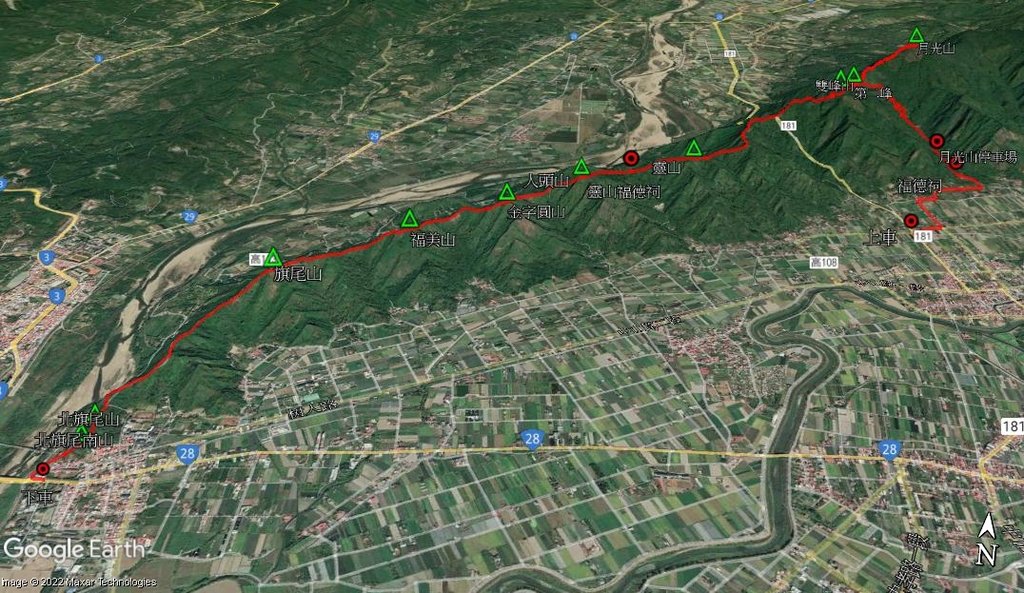 月光山
3
29
181
雙峰山
第一峰
181
月光山停車場
靈山
人頭山
靈山福德祠
福德祠
29
金字圓山
上車
181
福美山
3
高108
旗尾山
3
北旗尾山
北旗尾南山
28
28
28
181
下車
Google Earth
Image © 2022 Maxar Technologies
N